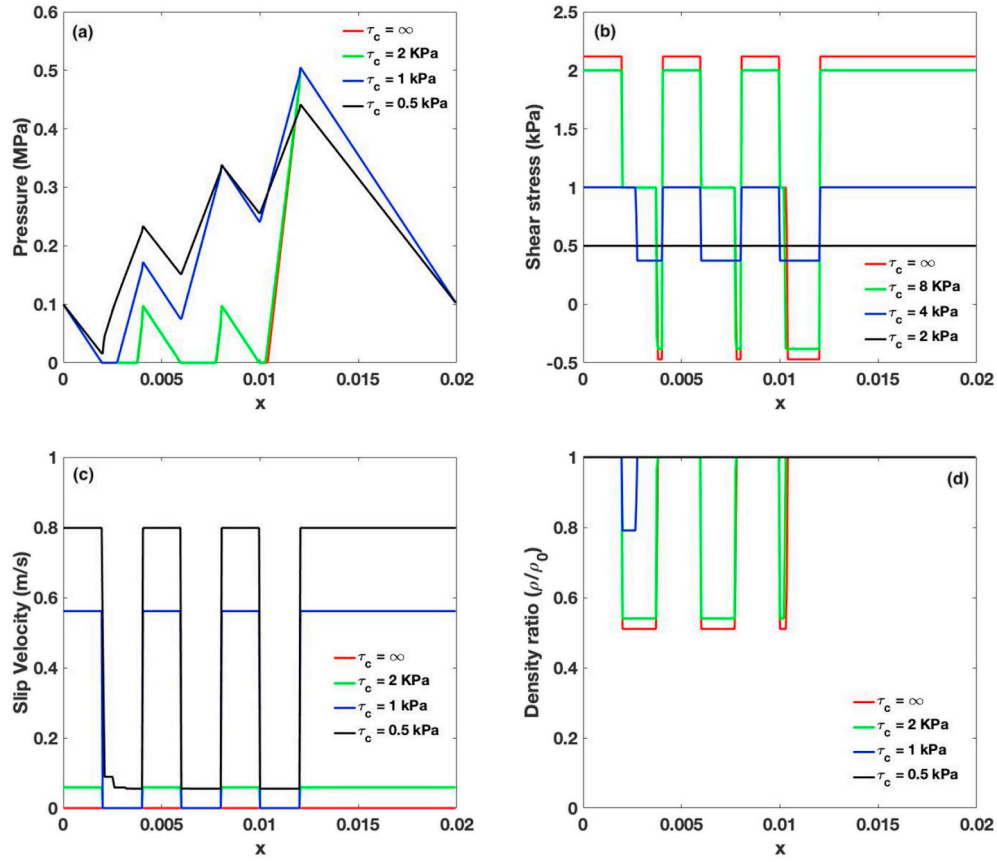 (a)
τc = ∞
τc = 2 KPa
τc = 1 kPa
τc = 0.5 kPa
Pressure (MPa)
0.6
0.5
0.4
0.3
0.2
0.1
0
0 0.005 0.01 0.015 0.02
x
(b)
τc = ∞
τc = 8 KPa
τc = 4 kPa
τc = 2 kPa
Shear stress (kPa)
2.5
2
1.5
1
0.5
0
-0.5
0 0.005 0.01 0.015 0.02
x
(c)
τc = ∞
τc = 2 KPa
τc = 1 kPa
τc = 0.5 kPa
Slip Velocity (m/s)
1
0.8
0.6
0.4
0.2
0
0 0.005 0.01 0.015 0.02
x
(d)
τc = ∞
τc = 2 KPa
τc = 1 kPa
τc = 0.5 kPa
Density ratio (ρ/ρ0)
1
0.8
0.6
0.4
0.2
0
0 0.005 0.01 0.015 0.02
x